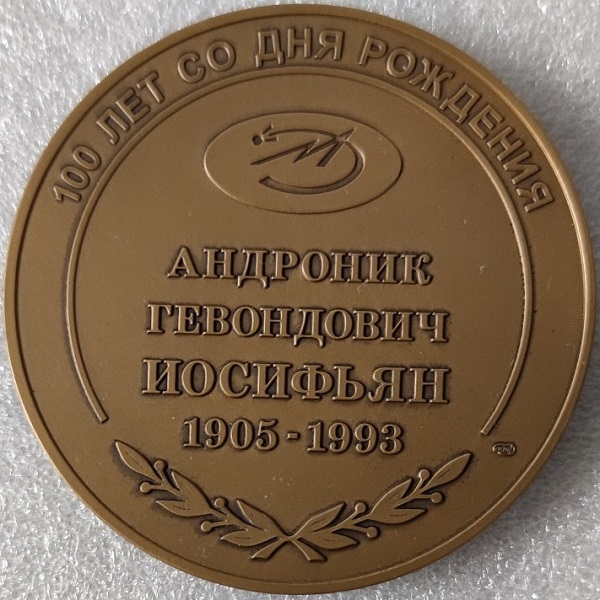 100 ЛЕТ СО ДНЯ РОЖДЕНИЯ
АНДРОНИК
ГЕВОНДОВИЧ
ИОСИФЬЯН
1905-1993